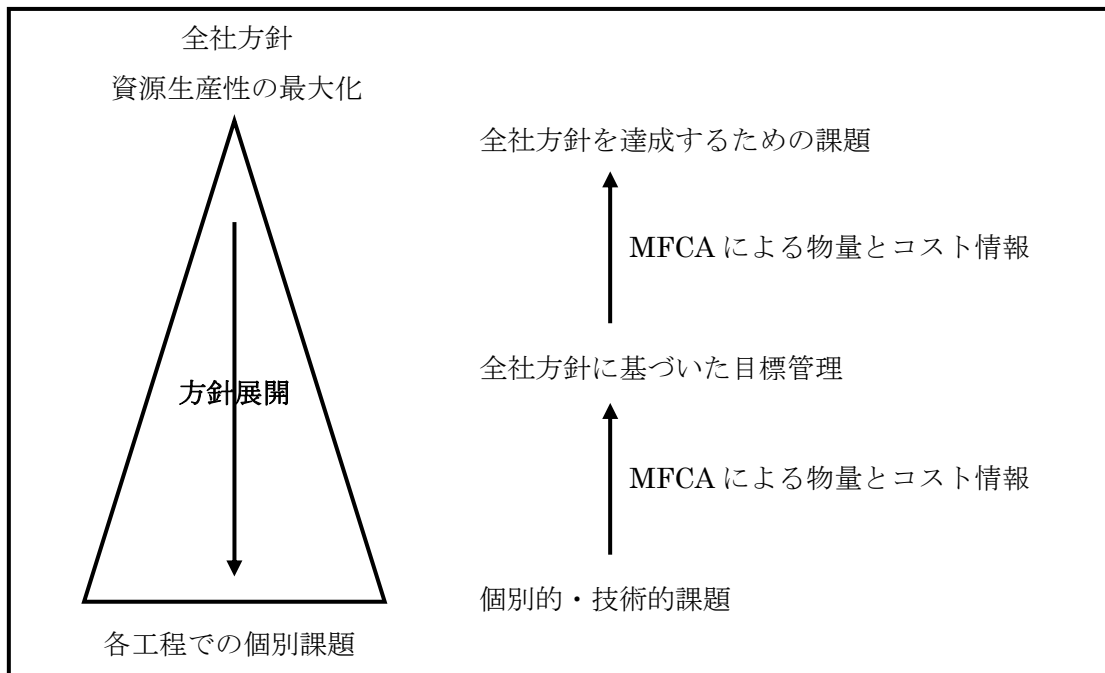 全社方針
資源生産性の最大化
全社方針を達成するための課題
MFCA による物量とコスト情報
全社方針に基づいた目標管理
方針展開
MFCA による物量とコスト情報
個別的・技術的課題
各工程での個別課題